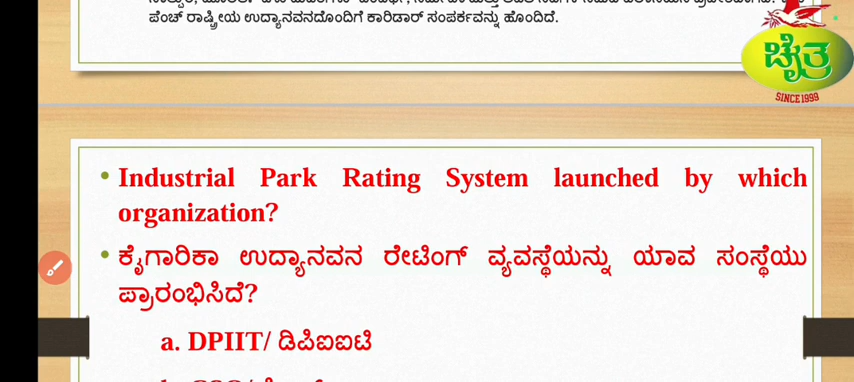 ಪೆಂಚ್ ರಾಷ್ಟ್ರೀಯ ಉದ್ಯಾನವನದೊಂದಿಗೆ ಕಾರಿಡಾರ್ ಸಂಪರ್ಕವನ್ನು ಹೊಂದಿದೆ.
ಚೈತ್ರ
SINCE 1999
• Industrial Park Rating System launched by which
organization?
• ಕೈಗಾರಿಕಾ ಉದ್ಯಾನವನ ರೇಟಿಂಗ್ ವ್ಯವಸ್ಥೆಯನ್ನು ಯಾವ ಸಂಸ್ಥೆಯು
ಪ್ರಾರಂಭಿಸಿದೆ?
a. DPIIT/ ಡಿಪಿಐಐಟಿ